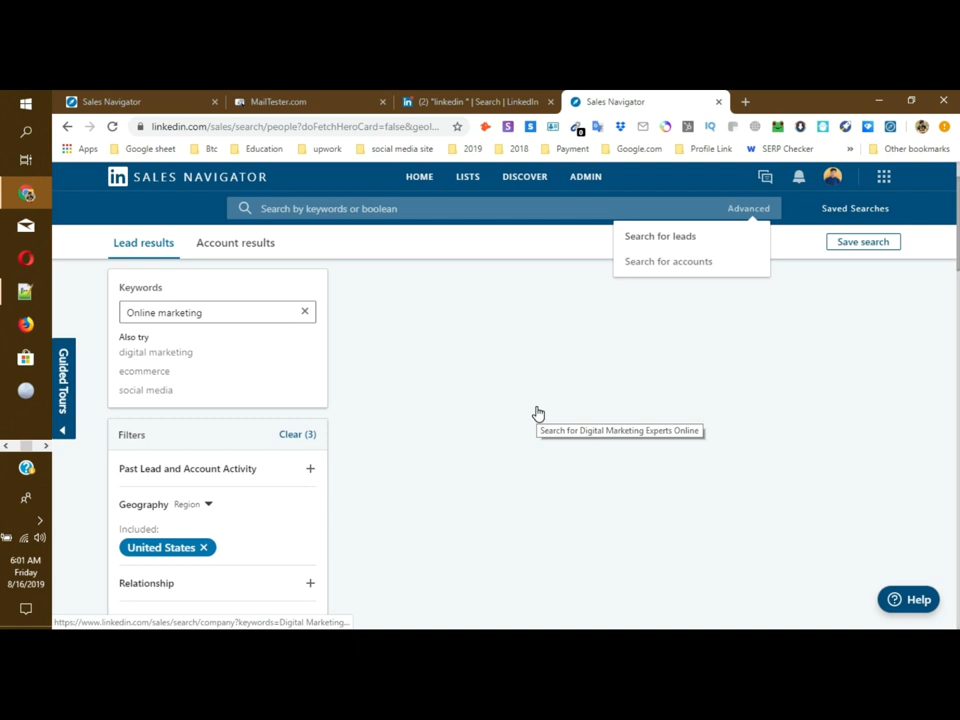 Sales Navigator
MailTester.com
(2) "linkedin " | Search | LinkedIn
Sales Navigator
linkedin.com/sales/search/people?doFetchHeroCard=false&geol...
Apps
Google sheet
Btc
Education
upwork
social media site
2019
2018
Payment
Google.com
Profile Link
SERP Checker
»
Other bookmarks
in SALES NAVIGATOR
HOME
LISTS
DISCOVER
ADMIN
Search by keywords or boolean
Advanced
Saved Searches
Search for leads
Search for accounts
Lead results
Account results
Save search
Keywords
Online marketing
Also try
digital marketing
ecommerce
social media
Guided Tours
Search for Digital Marketing Experts Online
Filters
Clear (3)
Past Lead and Account Activity
Geography Region
Included:
United States
Relationship
Help
https://www.linkedin.com/sales/search/company?keywords=Digital Marketing...
6:01 AM
Friday
8/16/2019